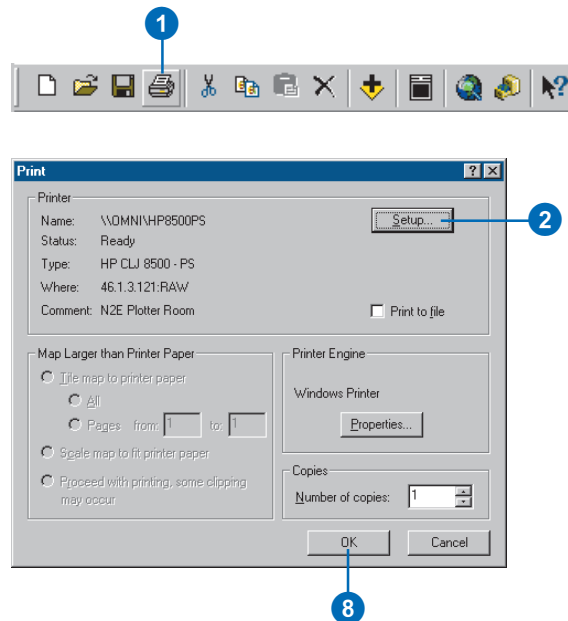 1
Print
Printer
Name: \\OMNI\HP8500PS
Setup...
2
Status: Ready
Type: HP CLJ 8500 - PS
Where: 46.1.3.121:RAW
Comment: N2E Plotter Room
Print to file
Map Larger than Printer Paper
Tile map to printer paper
All
Pages from: 1 to: 1
Scale map to fit printer paper
Proceed with printing, some clipping
may occur
Printer Engine
Windows Printer
Properties...
Copies
Number of copies: 1
OK
Cancel
8